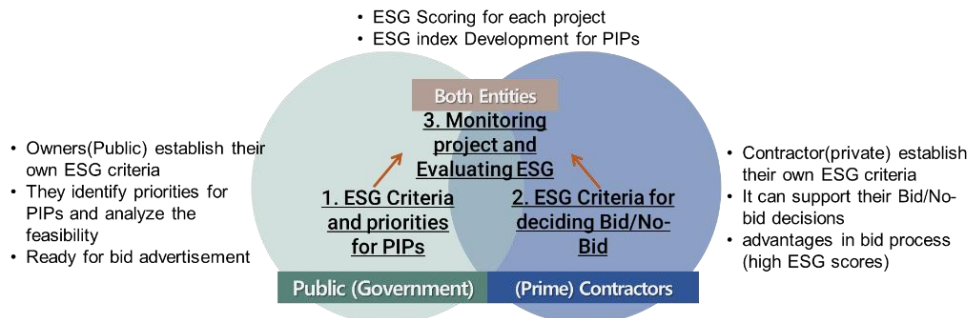 • ESG Scoring for each project
• ESG index Development for PIPs
Both Entities
3. Monitoring
project and
Evaluating ESG
• Owners(Public) establish their
own ESG criteria
• They identify priorities for
PIPs and analyze the
feasibility
• Ready for bid advertisement
1. ESG Criteria
and priorities
for PIPs
2. ESG Criteria for
deciding Bid/No-
Bid
• Contractor(private) establish
their own ESG criteria
• It can support their Bid/No-
bid decisions
• advantages in bid process
(high ESG scores)
Public (Government)
(Prime) Contractors